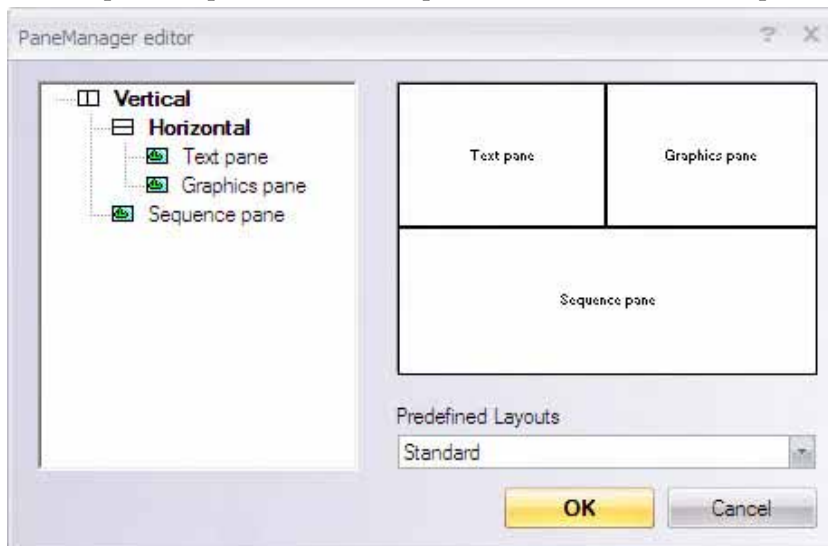 PaneManager editor
Vertical
Horizontal
Text pane
Graphics pane
Sequence pane
Text pane
Graphics pane
Sequence pane
Predefined Layouts
Standard
OK
Cancel